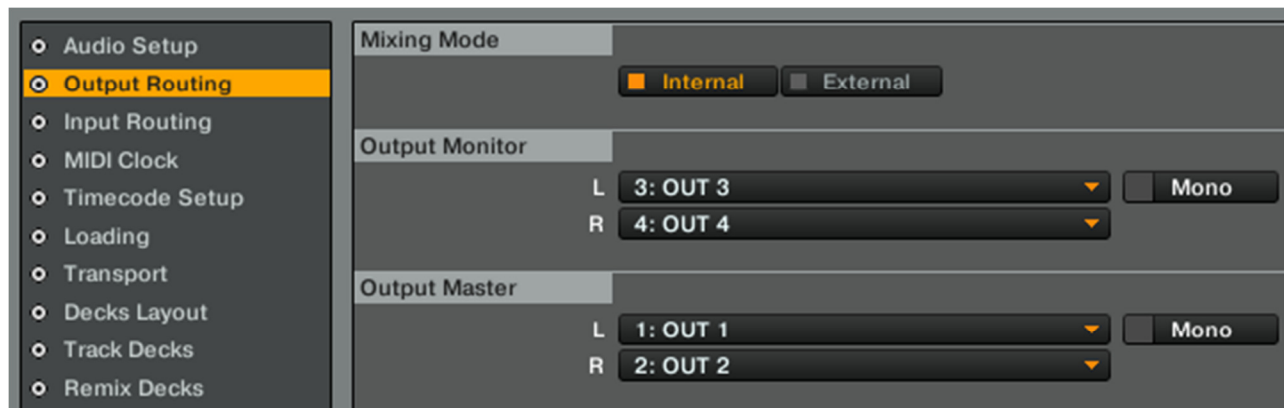 Audio Setup
Output Routing
Input Routing
MIDI Clock
Timecode Setup
Loading
Transport
Decks Layout
Track Decks
Remix Decks
Mixing Mode
Internal External
Output Monitor
L 3: OUT 3 Mono
R 4: OUT 4
Output Master
L 1: OUT 1 Mono
R 2: OUT 2